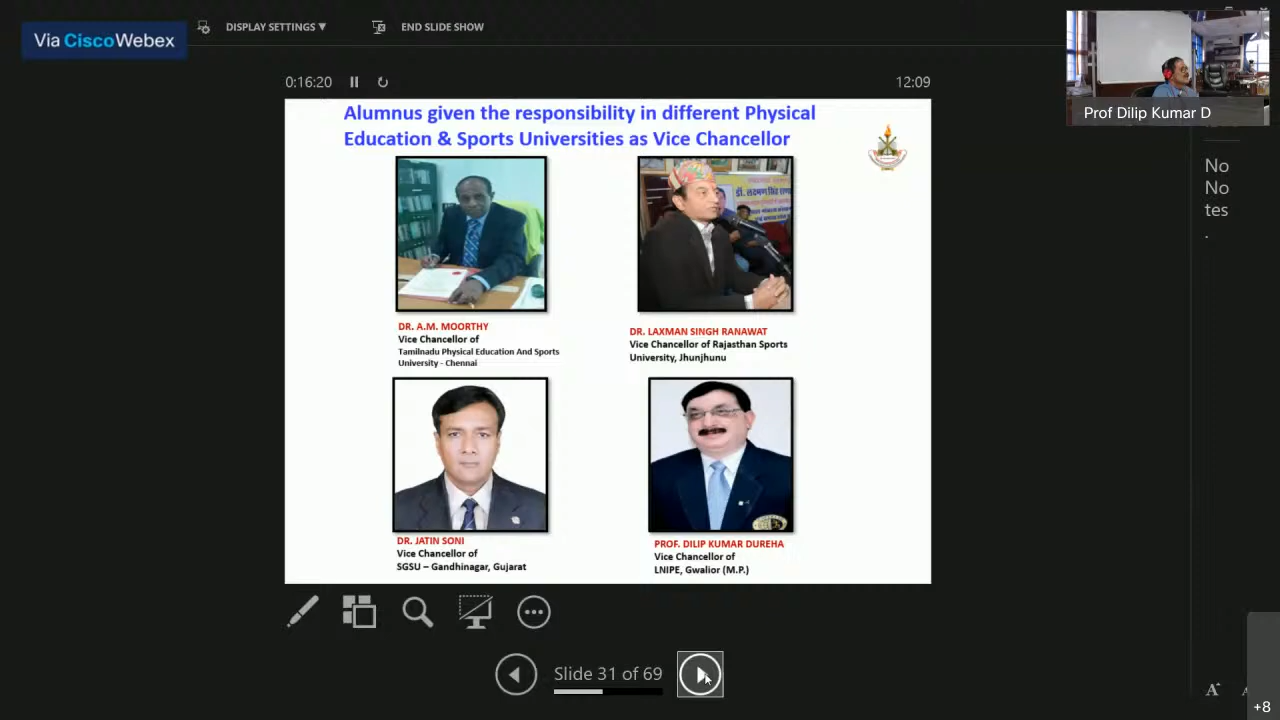 Via CiscoWebex
DISPLAY SETTINGS ▼
END SLIDE SHOW
0:16:20
12:09
Prof Dilip Kumar D
No
No
tes
.
Alumnus given the responsibility in different Physical
Education & Sports Universities as Vice Chancellor
DR. A.M. MOORTHY
Vice Chancellor of
Tamilnadu Physical Education And Sports
University - Chennai
DR. LAXMAN SINGH RANAWAT
Vice Chancellor of Rajasthan Sports
University, Jhunjhunu
DR. JATIN SONI
Vice Chancellor of
SGSU – Gandhinagar, Gujarat
PROF. DILIP KUMAR DUREHA
Vice Chancellor of
LNIPE, Gwalior (M.P.)
Slide 31 of 69
A
+8